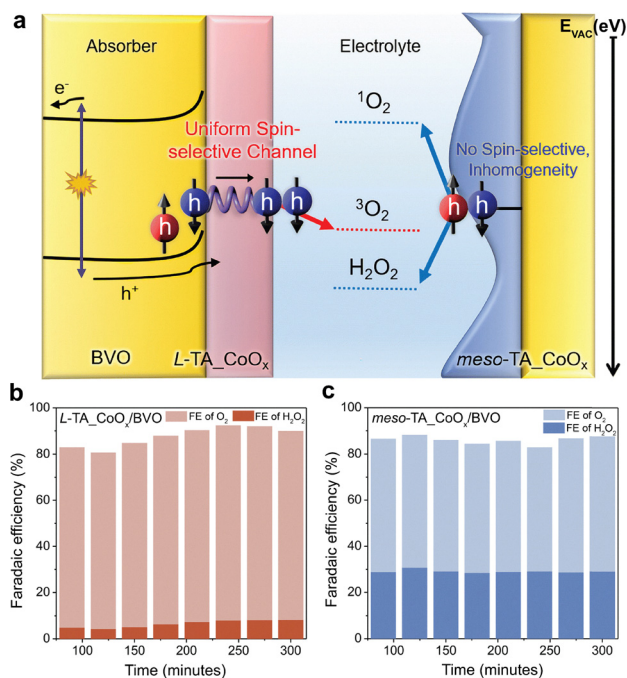 a
E_VAC(eV)
Absorber
Electrolyte
e⁻
¹O₂
Uniform Spin-
selective Channel
No Spin-selective,
Inhomogeneity
h
h
h
h
h
h
³O₂
H₂O₂
h⁺
BVO
L-TA_CoOₓ
meso-TA_CoOₓ
b
L-TA_CoOₓ/BVO
FE of O₂
FE of H₂O₂
Faradaic efficiency (%)
100
80
60
40
20
0
100 150 200 250 300
Time (minutes)
c
meso-TA_CoOₓ/BVO
FE of O₂
FE of H₂O₂
Faradaic efficiency (%)
100
80
60
40
20
0
100 150 200 250 300
Time (minutes)